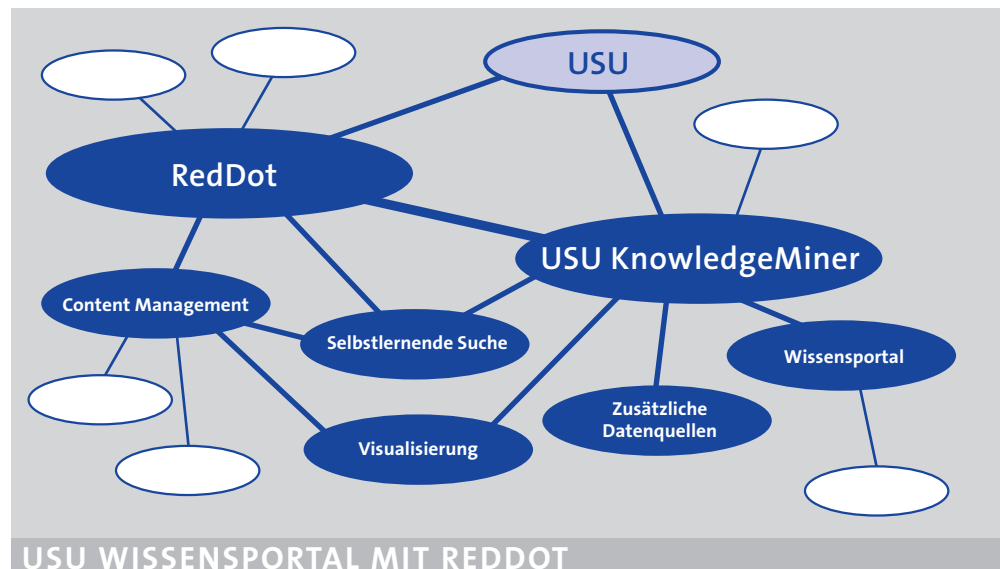 USU
RedDot
USU KnowledgeMiner
Content Management
Selbstlernende Suche
Wissensportal
Zusätzliche
Datenquellen
Visualisierung
USU WISSENSPORTAL MIT REDDOT